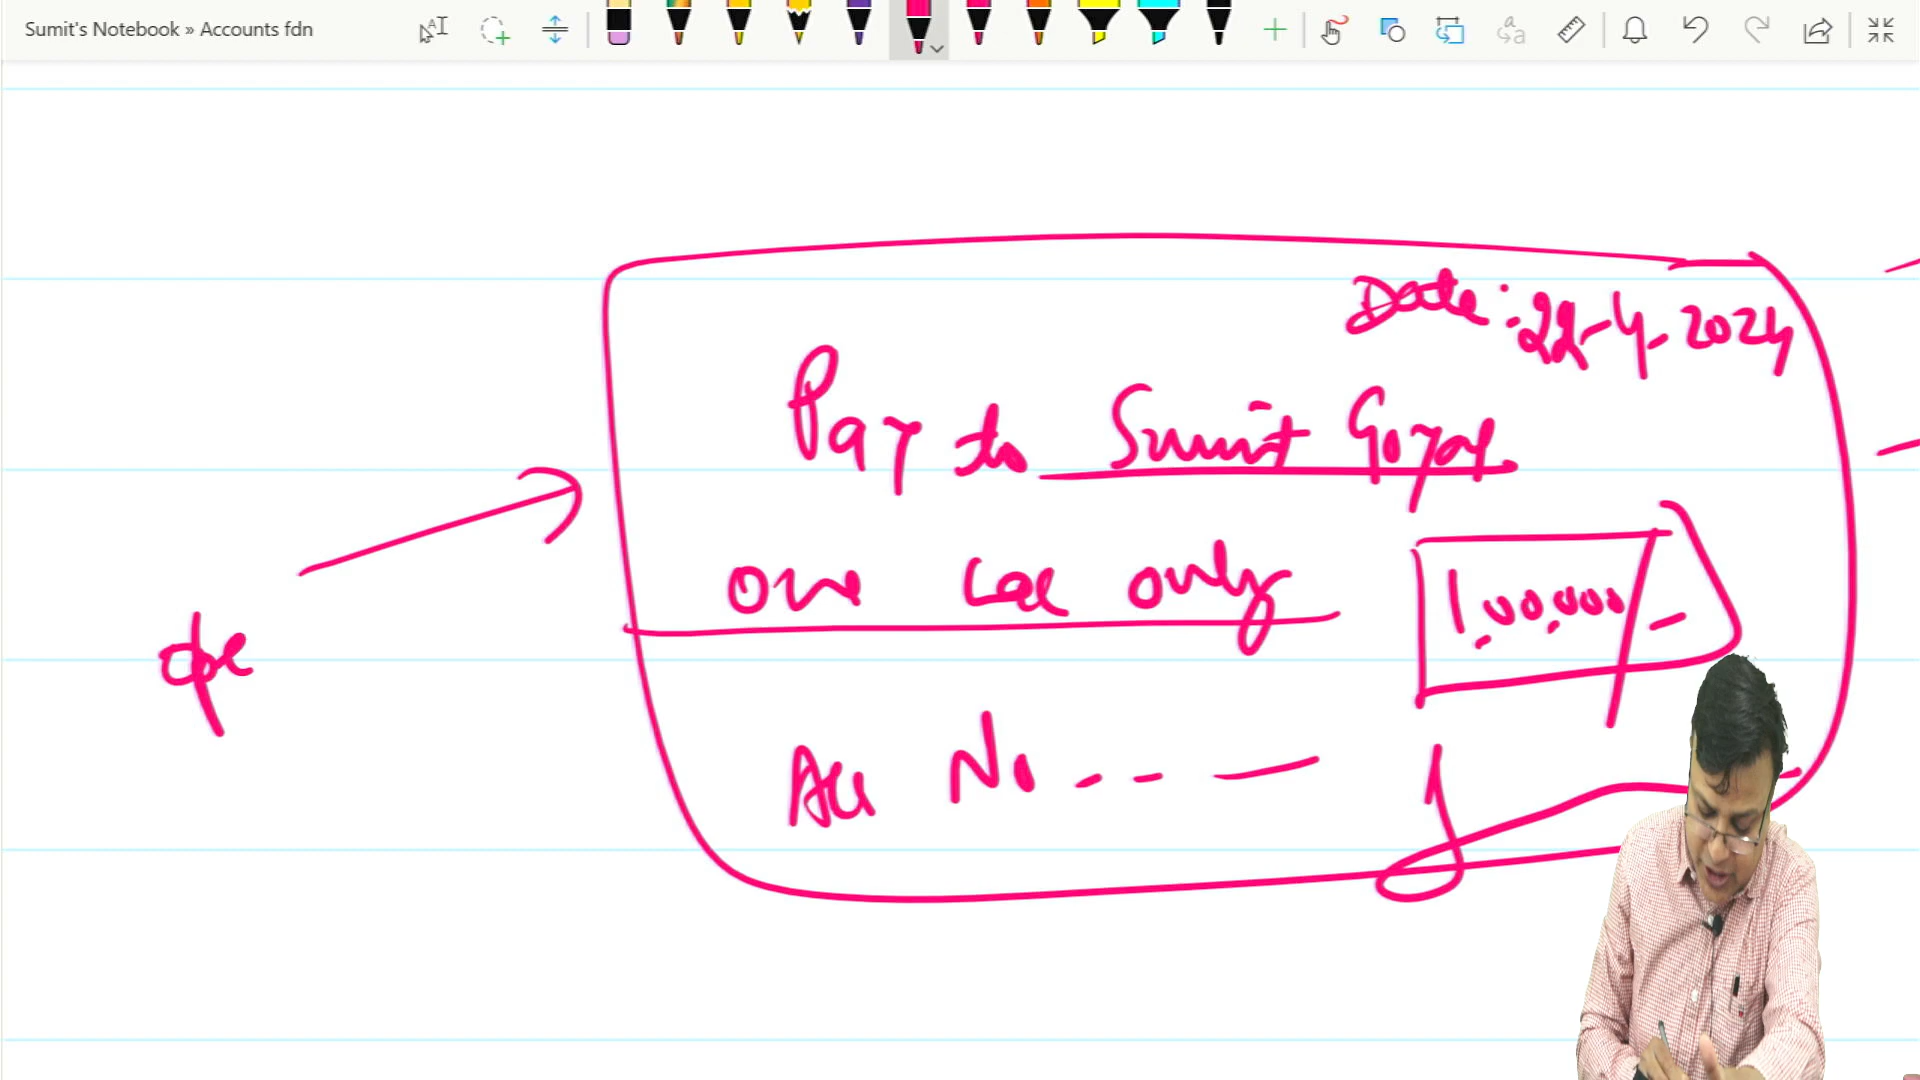 Sumit's Notebook » Accounts fdn
Date: 22-4-2024
Pay to Sumit Goyal
one Lac only
1,00,000/-
Acc No. - - —